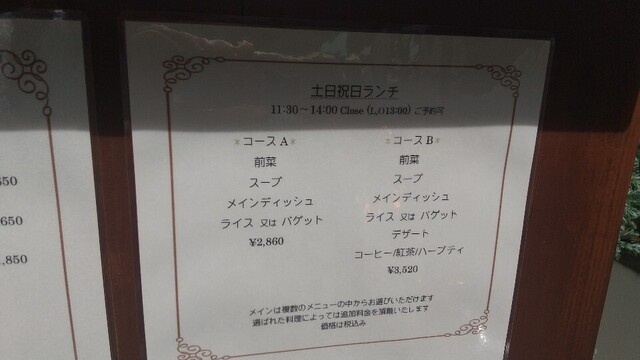 土日祝日ランチ
11:30～14:00 Close (L,O13:00) ご予約可
＊コース A＊
前菜
スープ
メインディッシュ
ライス 又は バゲット
¥2,860
＊コース B＊
前菜
スープ
メインディッシュ
ライス 又は バゲット
デザート
コーヒー/紅茶/ハーブティ
¥3,520
メインは複数のメニューの中からお選びいただけます
選ばれた料理によっては追加料金を頂戴いたします
価格は税込み
650
,650
,850